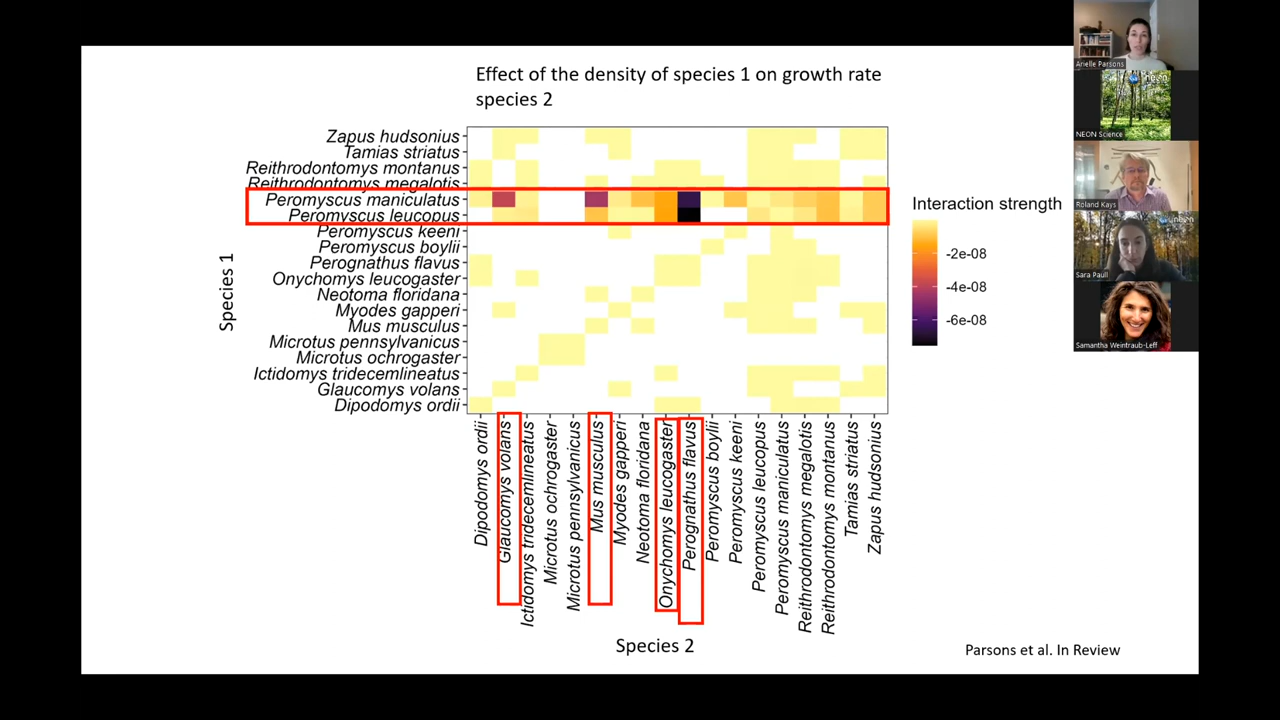 Effect of the density of species 1 on growth rate
species 2
Zapus hudsonius
Tamias striatus
Reithrodontomys montanus
Reithrodontomys megalotis
Peromyscus maniculatus
Peromyscus leucopus
Peromyscus keeni
Peromyscus boylii
Perognathus flavus
Onychomys leucogaster
Neotoma floridana
Myodes gapperi
Mus musculus
Microtus pennsylvanicus
Microtus ochrogaster
Ictidomys tridecemlineatus
Glaucomys volans
Dipodomys ordii
Species 1
Dipodomys ordii
Glaucomys volans
Ictidomys tridecemlineatus
Microtus ochrogaster
Microtus pennsylvanicus
Mus musculus
Myodes gapperi
Neotoma floridana
Onychomys leucogaster
Perognathus flavus
Peromyscus boylii
Peromyscus keeni
Peromyscus leucopus
Peromyscus maniculatus
Reithrodontomys megalotis
Reithrodontomys montanus
Tamias striatus
Zapus hudsonius
Species 2
Interaction strength
-2e-08
-4e-08
-6e-08
Parsons et al. In Review
Arielle Parsons
neon
NEON Science
Roland Kays
neon
Sara Paull
Samantha Weintraub-Leff